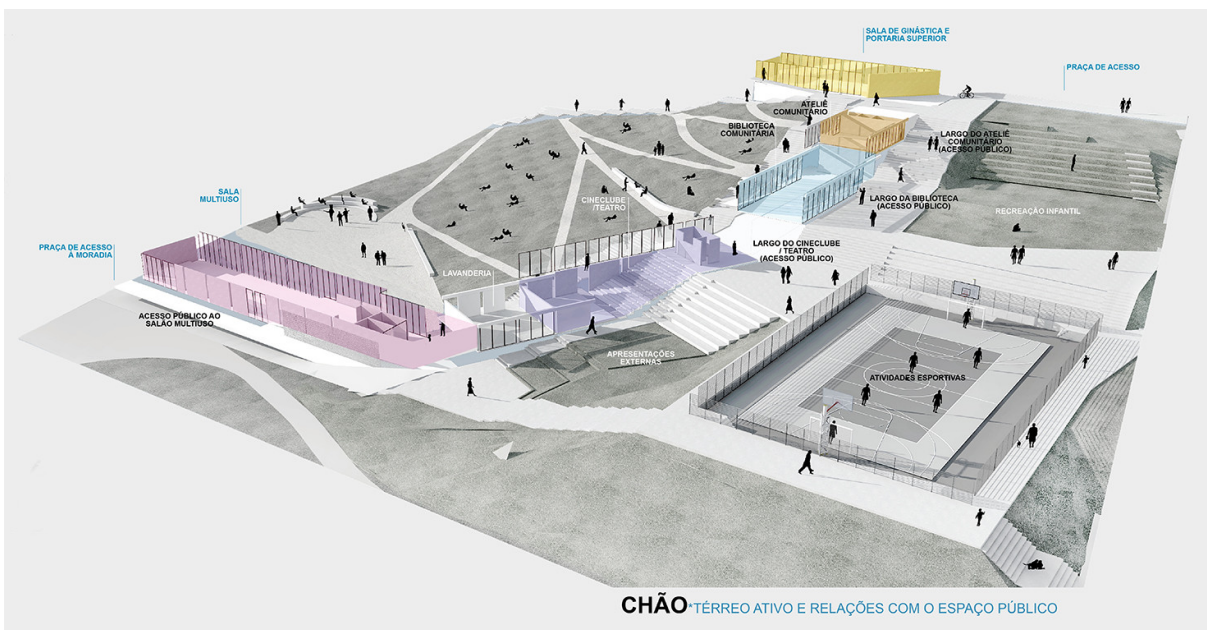 SALA DE GINÁSTICA E
PORTARIA SUPERIOR
PRAÇA DE ACESSO
ATELIÊ
COMUNITÁRIO
BIBLIOTECA
COMUNITÁRIA
LARGO DO ATELIÊ
COMUNITÁRIO
(ACESSO PÚBLICO)
SALA
MULTIUSO
CINECLUBE
/TEATRO
LARGO DA BIBLIOTECA
(ACESSO PÚBLICO)
RECREAÇÃO INFANTIL
PRAÇA DE ACESSO
À MORADIA
LARGO DO CINECLUBE
/ TEATRO
(ACESSO PÚBLICO)
LAVANDERIA
ACESSO PÚBLICO AO
SALÃO MULTIUSO
APRESENTAÇÕES
EXTERNAS
ATIVIDADES ESPORTIVAS
CHÃO*TÉRREO ATIVO E RELAÇÕES COM O ESPAÇO PÚBLICO